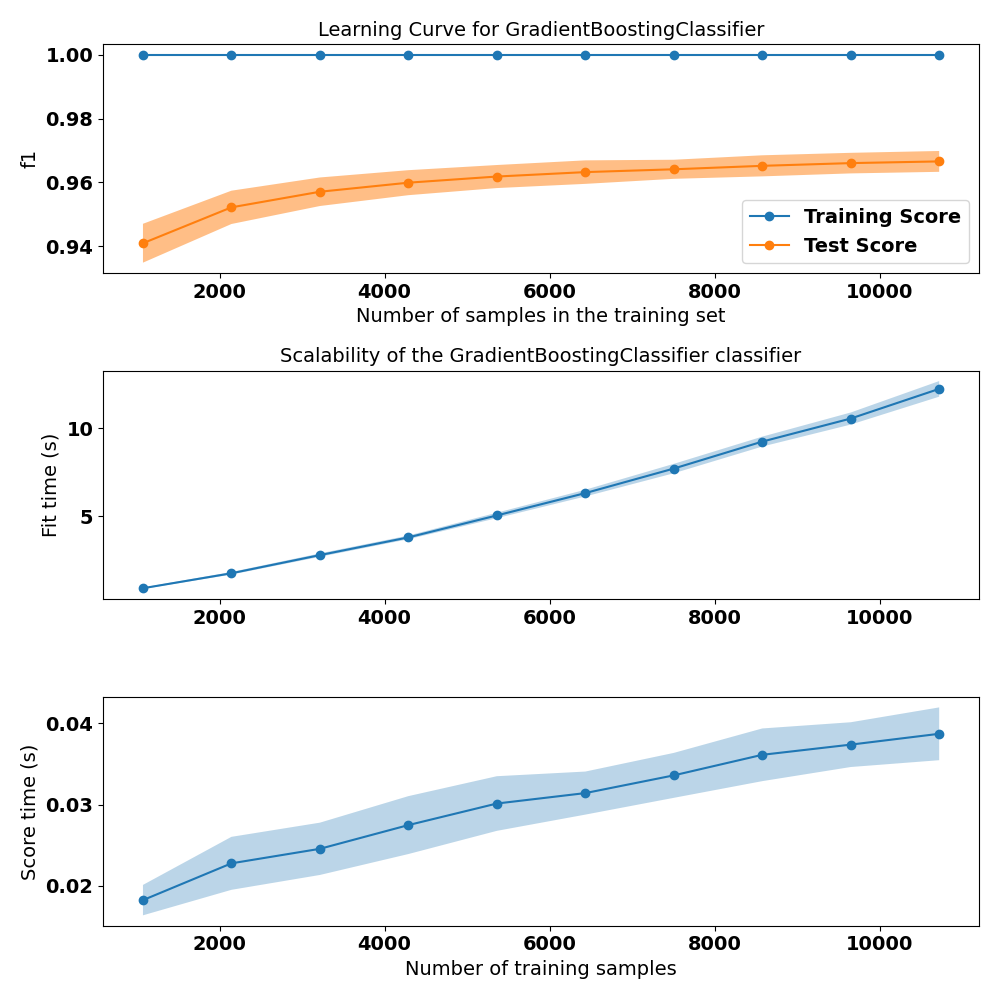 Learning Curve for GradientBoostingClassifier
1.00
0.98
0.96
0.94
f1
Training Score
Test Score
2000 4000 6000 8000 10000
Number of samples in the training set
Scalability of the GradientBoostingClassifier classifier
10
5
Fit time (s)
2000 4000 6000 8000 10000
0.04
0.03
0.02
Score time (s)
2000 4000 6000 8000 10000
Number of training samples